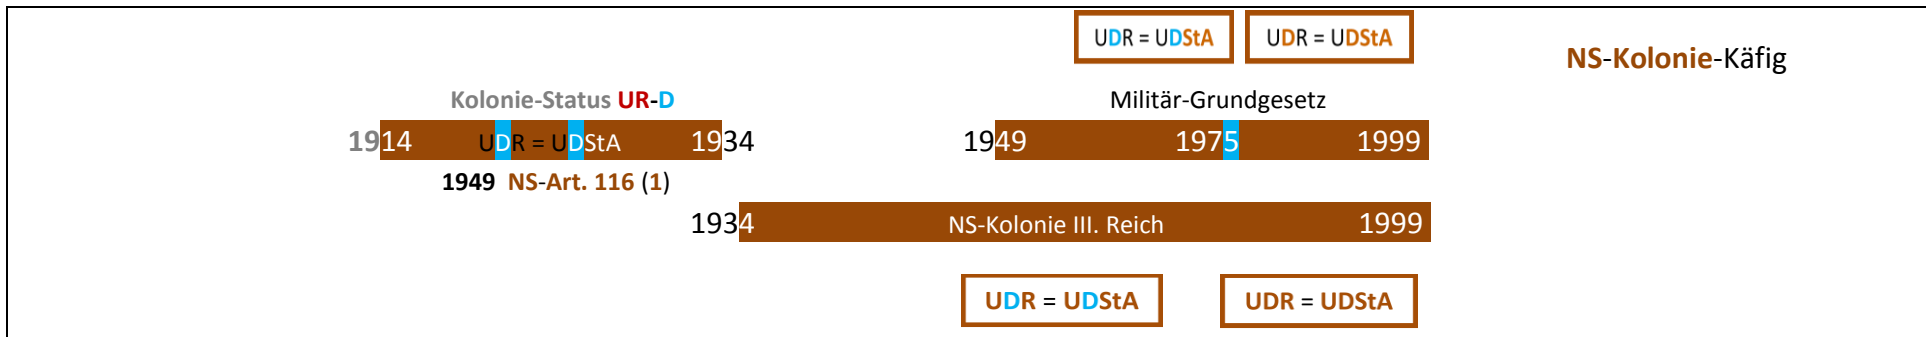 UDR = UDStA UDR = UDStA
NS-Kolonie-Käfig
Kolonie-Status UR-D Militär-Grundgesetz
1914 UDR = UDStA 1934 1949 1975 1999
1949 NS-Art. 116 (1)
1934 NS-Kolonie III. Reich 1999
UDR = UDStA UDR = UDStA